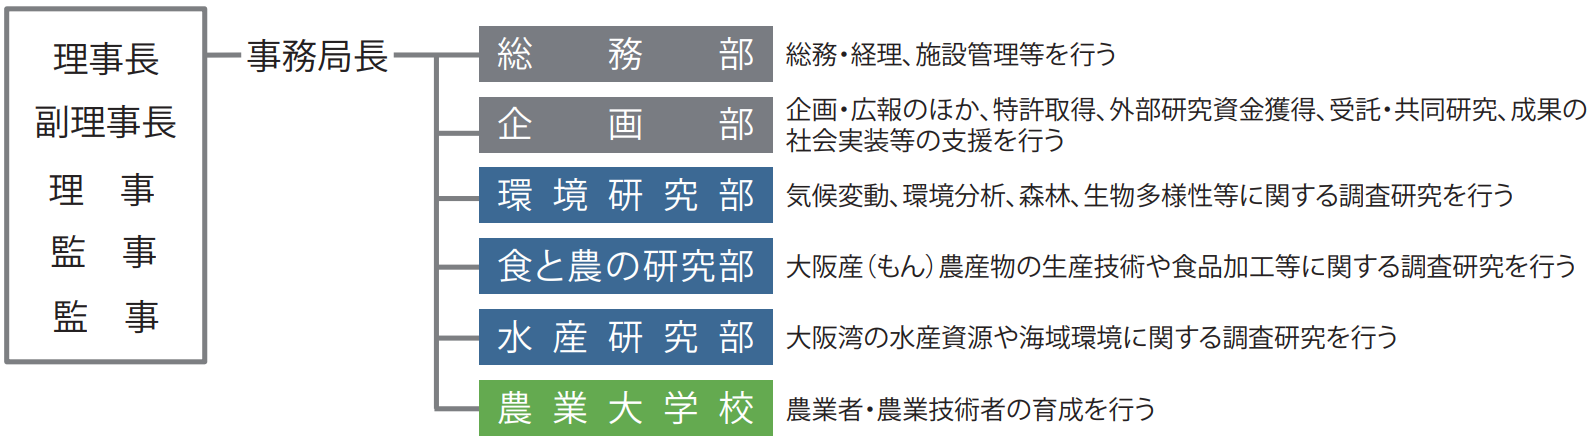 理事長
副理事長
理 事
監 事
監 事
事務局長
総務部
総務・経理、施設管理等を行う
企画部
企画・広報のほか、特許取得、外部研究資金獲得、受託・共同研究、成果の
社会実装等の支援を行う
環境研究部
気候変動、環境分析、森林、生物多様性等に関する調査研究を行う
食と農の研究部
大阪産（もん）農産物の生産技術や食品加工等に関する調査研究を行う
水産研究部
大阪湾の水産資源や海域環境に関する調査研究を行う
農業大学校
農業者・農業技術者の育成を行う